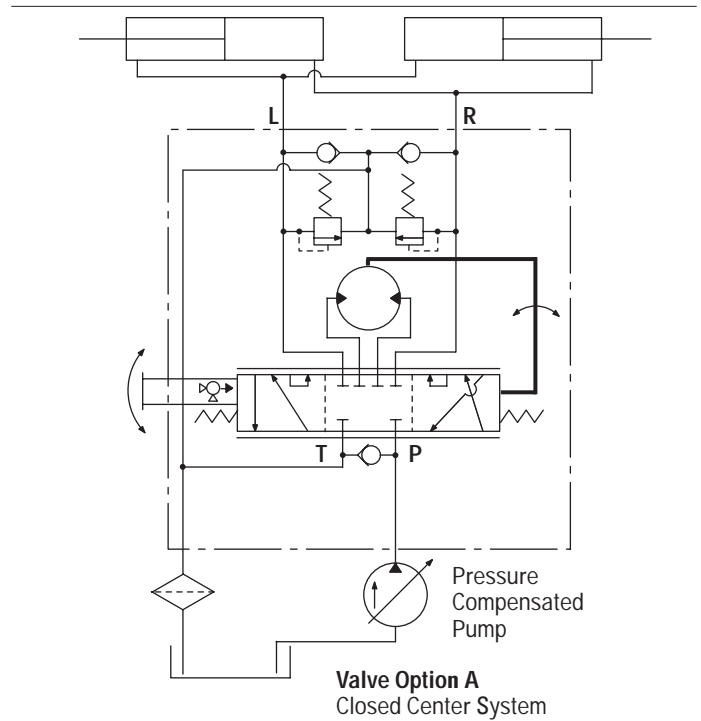 L R
T P
Pressure
Compensated
Pump
Valve Option A
Closed Center System